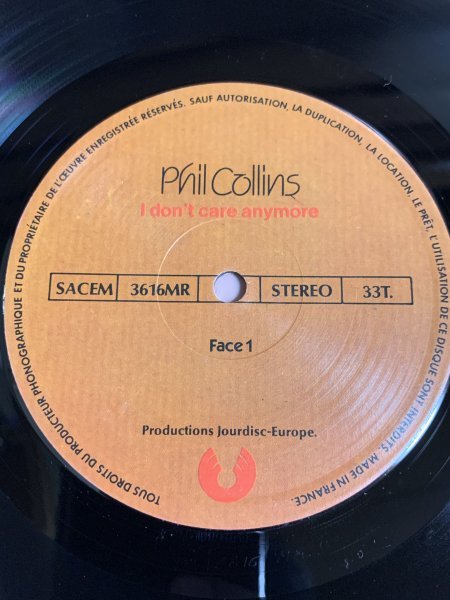 TOUS DROITS DU PRODUCTEUR PHONOGRAPHIQUE ET DU PROPRIÉTAIRE DE L'ŒUVRE ENREGISTRÉE RÉSERVÉS. SAUF AUTORISATION, LA DUPLICATION, LA LOCATION, LE PRÊT, L'UTILISATION DE CE DISQUE SONT INTERDITS. MADE IN FRANCE.
Phil Collins
I don't care anymore
SACEM 3616MR STEREO 33T.
Face 1
Productions Jourdisc-Europe.